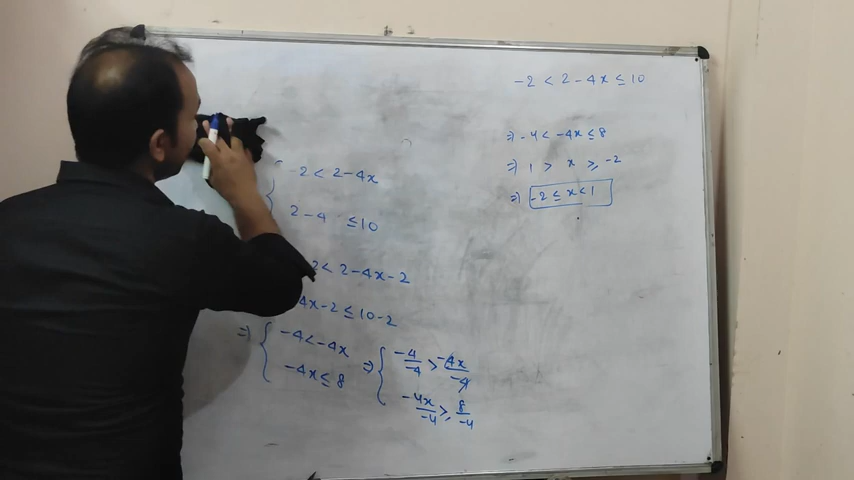 -2 < 2 - 4x
2 - 4 ≤ 10
2 < 2 - 4x - 2
4x - 2 ≤ 10 - 2
⇒ { -4 < -4x ⇒ { -4/-4 > -4x/-4
-4x ≤ 8 -4x/-4 ≥ 8/-4
-2 < 2 - 4x ≤ 10
⇒ -4 < -4x ≤ 8
⇒ 1 > x ≥ -2
⇒ -2 ≤ x < 1